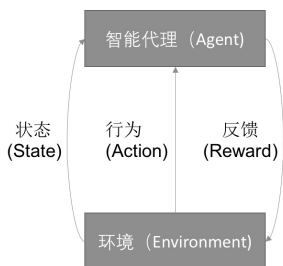 智能代理（Agent)
状态
(State)
行为
(Action)
反馈
(Reward)
环境（Environment)